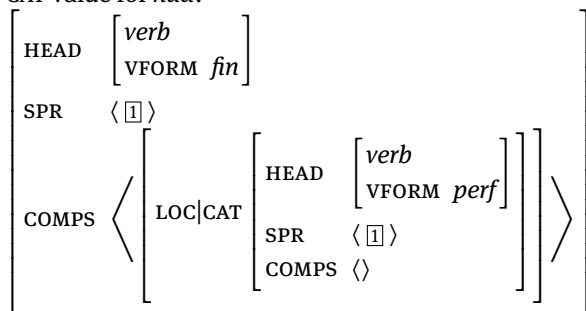 CAT value for had:
HEAD [verb
VFORM fin]
SPR ⟨ 1 ⟩
COMPS ⟨ [LOC|CAT [HEAD [verb
VFORM perf]
SPR ⟨ 1 ⟩
COMPS ⟨⟩ ] ] ⟩